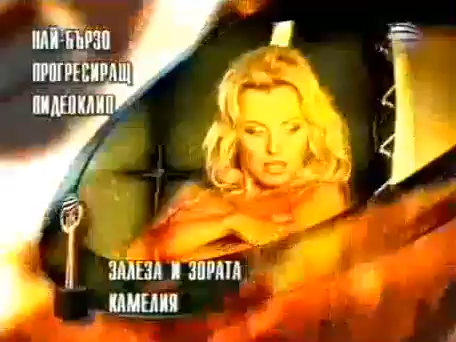 НАЙ-БЪРЗО
ПРОГРЕСИРАЩ
ВИДЕОКЛИП
ЗАЛЕЗА И ЗОРАТА
КАМЕЛИЯ